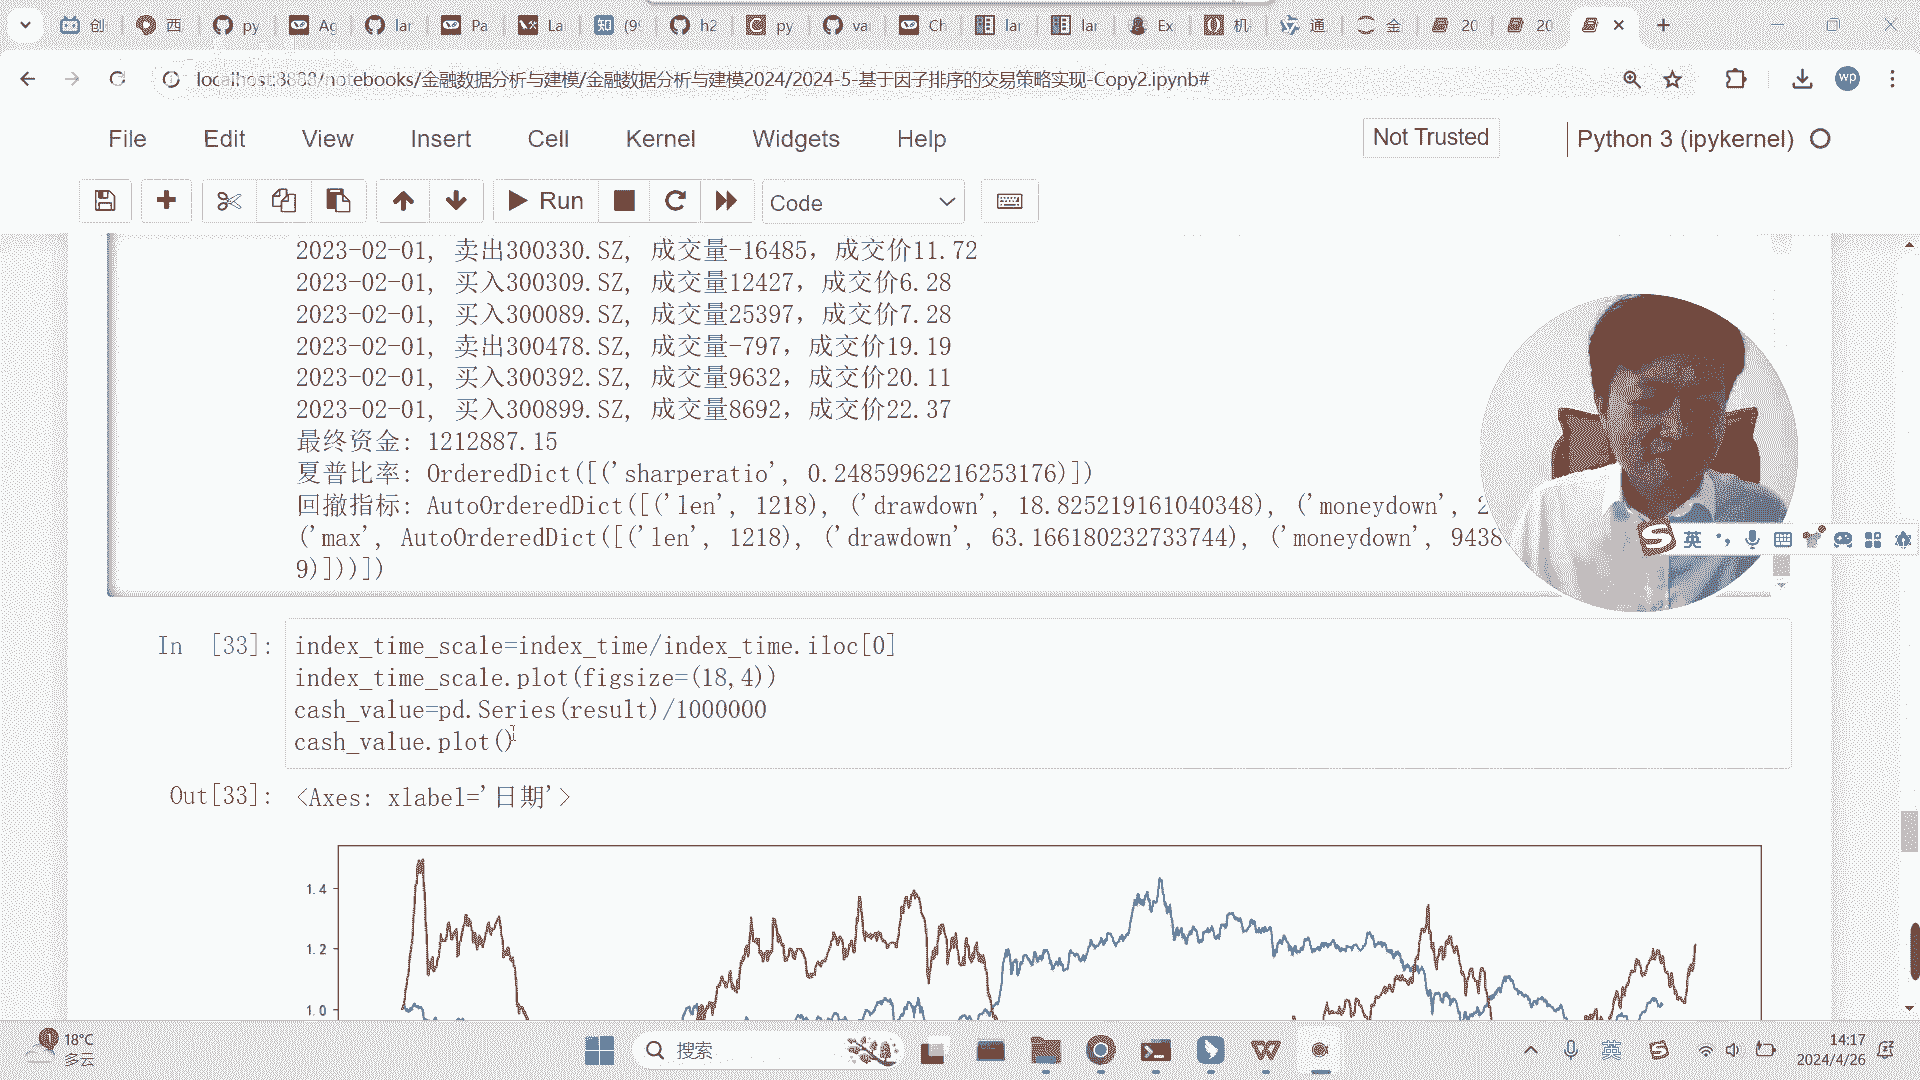 创
西
py
Ag
lar
Pa
La
知 (9
h2
py
va
Ch
lar
lar
Ex
机
通
金
20
20
localhost:8888/notebooks/金融数据分析与建模/金融数据分析与建模2024/2024-5-基于因子排序的交易策略实现-Copy2.ipynb#
wp
File Edit View Insert Cell Kernel Widgets Help
Not Trusted
Python 3 (ipykernel)
Run
Code
2023-02-01, 卖出300330.SZ, 成交量-16485, 成交价11.72
2023-02-01, 买入300309.SZ, 成交量12427, 成交价6.28
2023-02-01, 买入300089.SZ, 成交量25397, 成交价7.28
2023-02-01, 卖出300478.SZ, 成交量-797, 成交价19.19
2023-02-01, 买入300392.SZ, 成交量9632, 成交价20.11
2023-02-01, 买入300899.SZ, 成交量8692, 成交价22.37
最终资金: 1212887.15
夏普比率: OrderedDict([('sharperatio', 0.24859962216253176)])
回撤指标: AutoOrderedDict([('len', 1218), ('drawdown', 18.825219161040348), ('moneydown', 2
('max', AutoOrderedDict([('len', 1218), ('drawdown', 63.166180232733744), ('moneydown', 9438
9)]))])
英
In [33]:
index_time_scale=index_time/index_time.iloc[0]
index_time_scale.plot(figsize=(18,4))
cash_value=pd.Series(result)/1000000
cash_value.plot()
Out[33]:
<Axes: xlabel='日期'>
1.4
1.2
1.0
18°C
多云
搜索
英
14:17
2024/4/26